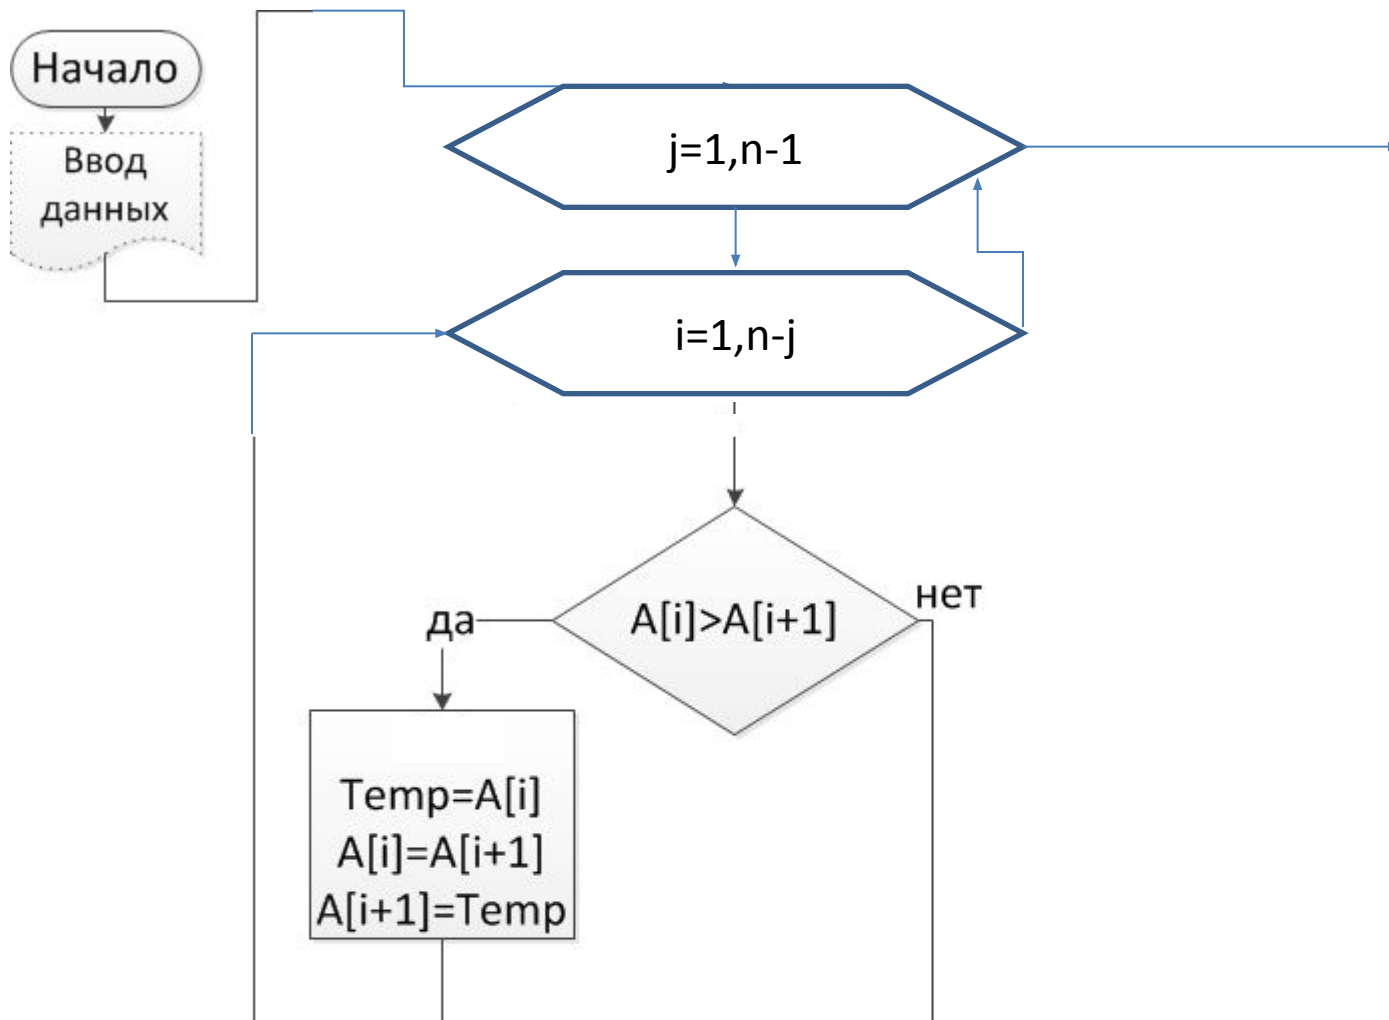 Начало
Ввод
данных
j=1,n-1
i=1,n-j
A[i]>A[i+1]
да
нет
Temp=A[i]
A[i]=A[i+1]
A[i+1]=Temp